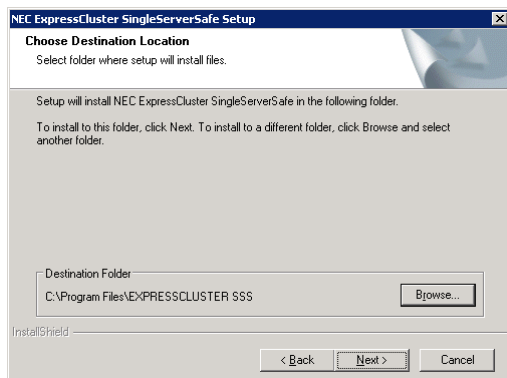 NEC ExpressCluster SingleServerSafe Setup
Choose Destination Location
Select folder where setup will install files.
Setup will install NEC ExpressCluster SingleServerSafe in the following folder.
To install to this folder, click Next. To install to a different folder, click Browse and select
another folder.
Destination Folder
C:\Program Files\EXPRESSCLUSTER SSS
Browse...
InstallShield
< Back
Next >
Cancel